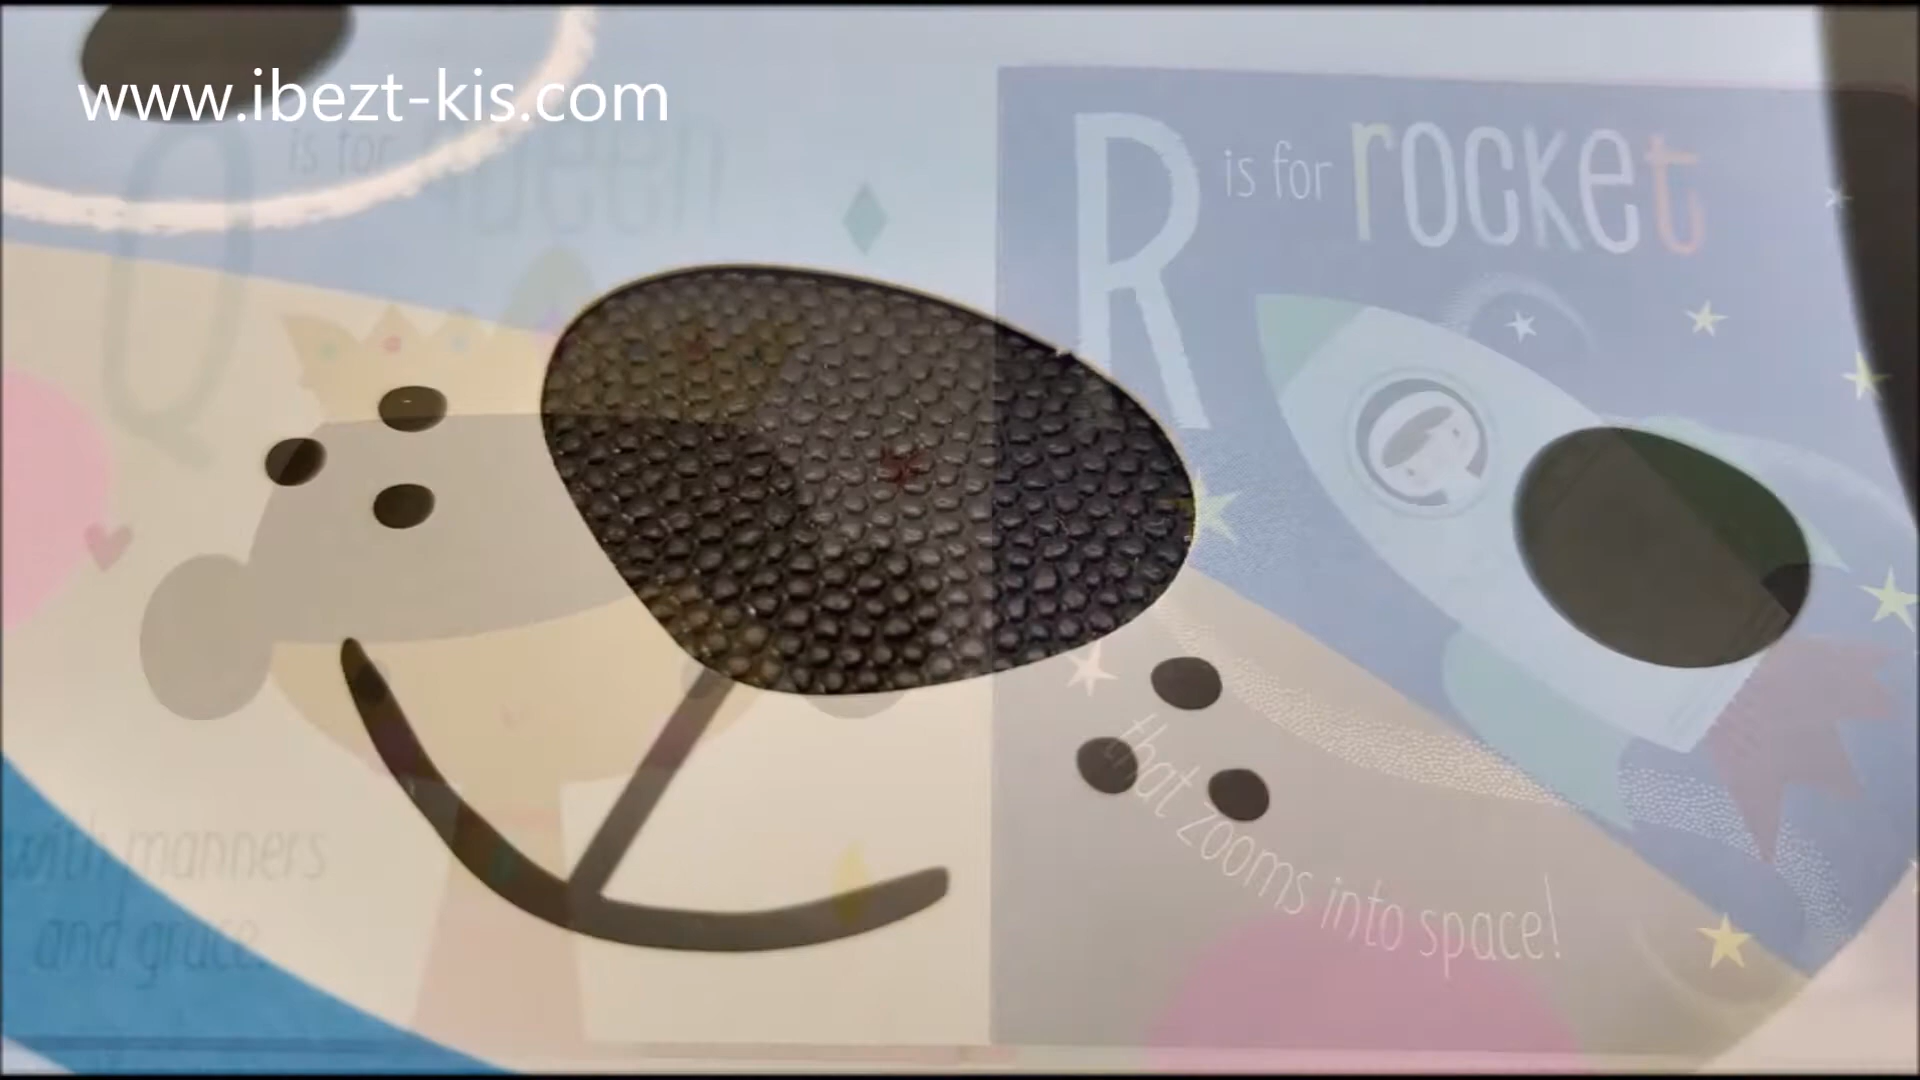 www.ibezt-kis.com
Q is for queen
with manners
and grace.
R is for rocket
that zooms into space!